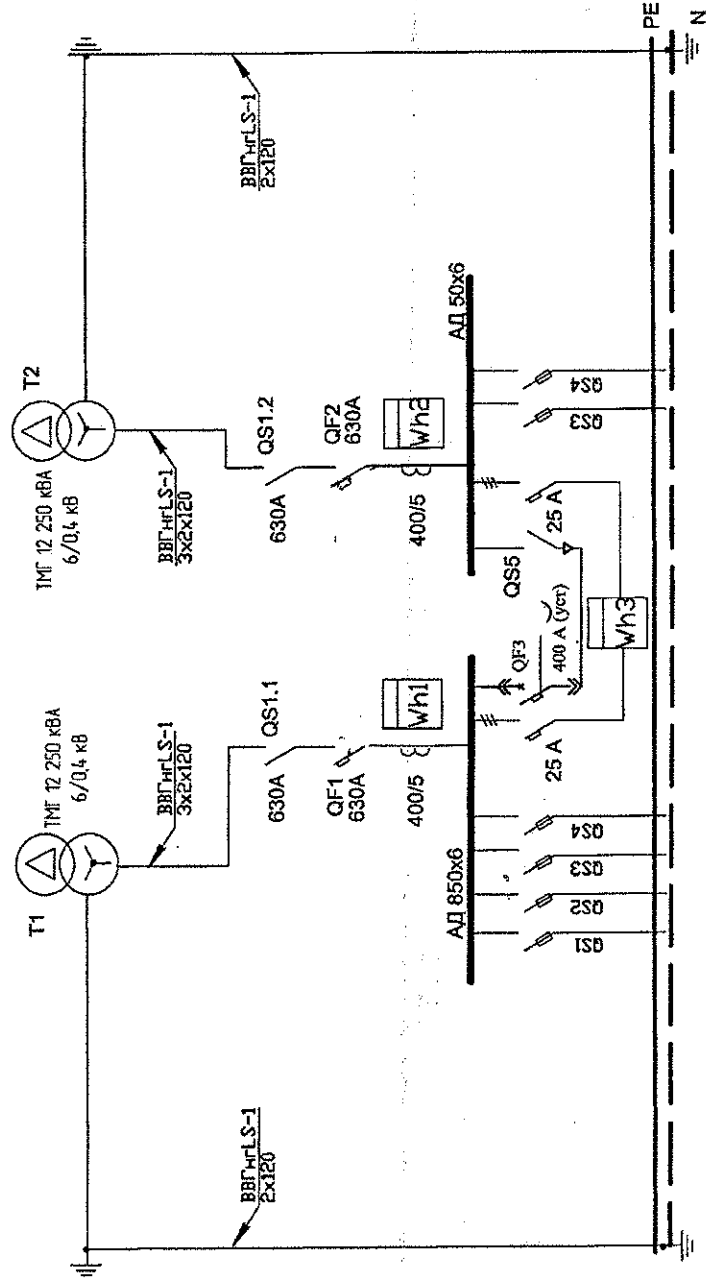 T1
ТМГ 12 250 кВА
6/0,4 кВ
ВВГнгLS-1
3x2x120
ВВГнгLS-1
2x120
QS1.1
630А
QF1
630А
Wh1
400/5
АД 850x6
QS1
QS2
QS3
QS4
25 А
QF3
400 А (уст)
Wh3
T2
ТМГ 12 250 кВА
6/0,4 кВ
ВВГнгLS-1
3x2x120
ВВГнгLS-1
2x120
QS1.2
630А
QF2
630А
Wh2
400/5
АД 50x6
QS5
25 А
QS3
QS4
PE
N